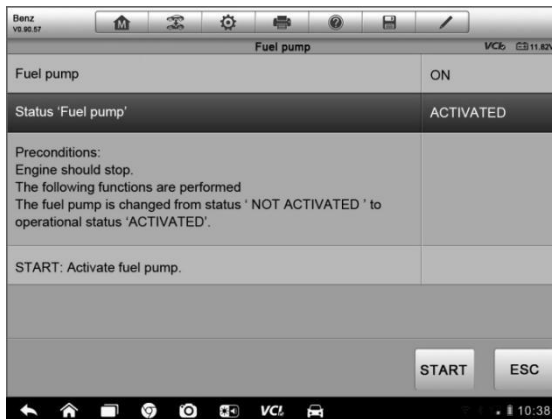 Benz
V0.90.57
Fuel pump
VCI 11.82V
Fuel pump ON
Status 'Fuel pump' ACTIVATED
Preconditions:
Engine should stop.
The following functions are performed
The fuel pump is changed from status ' NOT ACTIVATED ' to
operational status 'ACTIVATED'.
START: Activate fuel pump.
START ESC
VCI 10:38